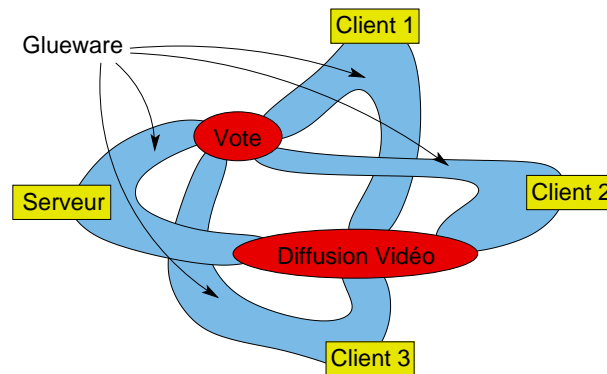 Client 1
Glueware
Vote
Client 2
Serveur
Diffusion Vidéo
Client 3